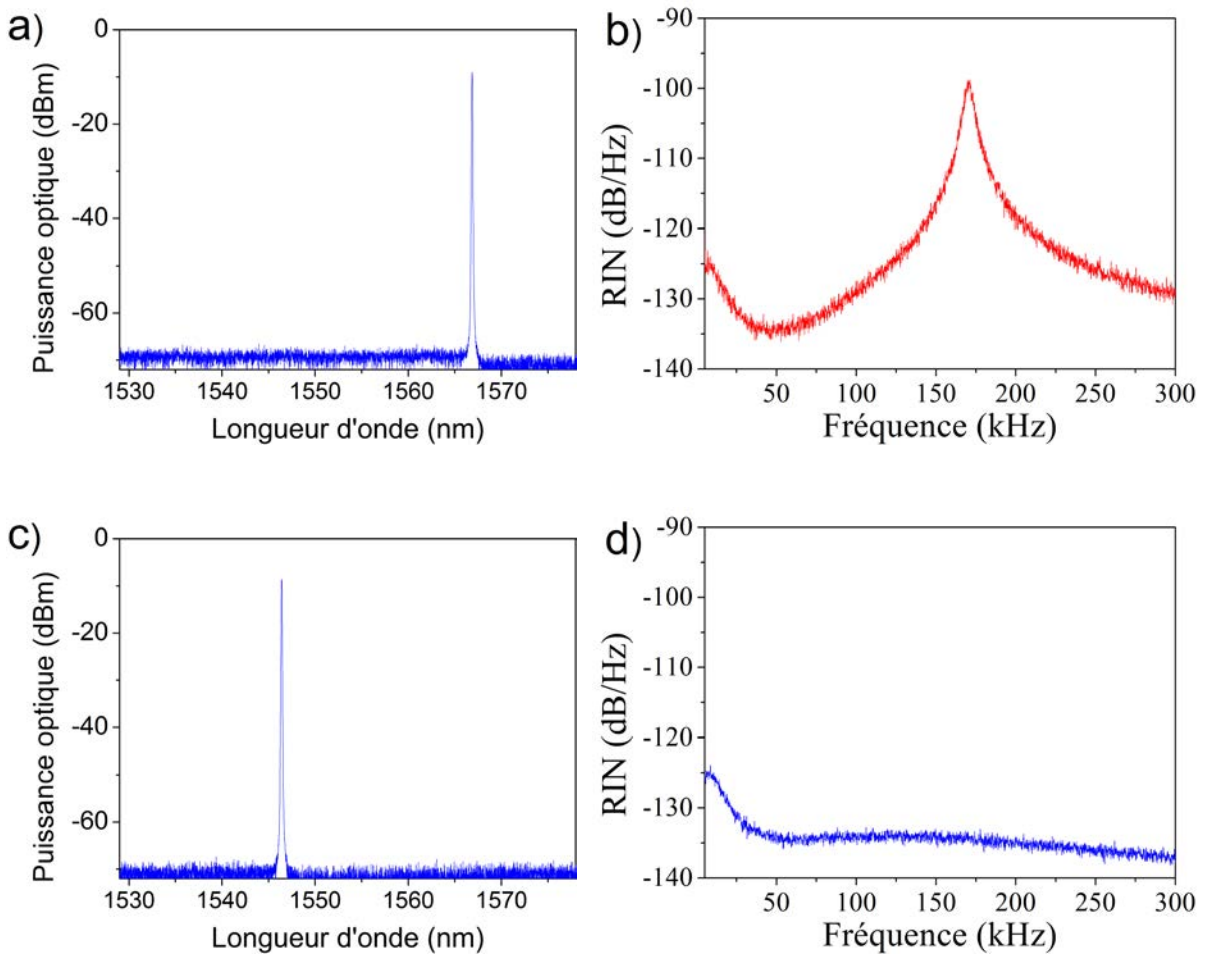 a)
Puissance optique (dBm)
0
-20
-40
-60
1530 1540 1550 1560 1570
Longueur d'onde (nm)
b)
RIN (dB/Hz)
-90
-100
-110
-120
-130
-140
50 100 150 200 250 300
Fréquence (kHz)
c)
Puissance optique (dBm)
0
-20
-40
-60
1530 1540 1550 1560 1570
Longueur d'onde (nm)
d)
RIN (dB/Hz)
-90
-100
-110
-120
-130
-140
50 100 150 200 250 300
Fréquence (kHz)